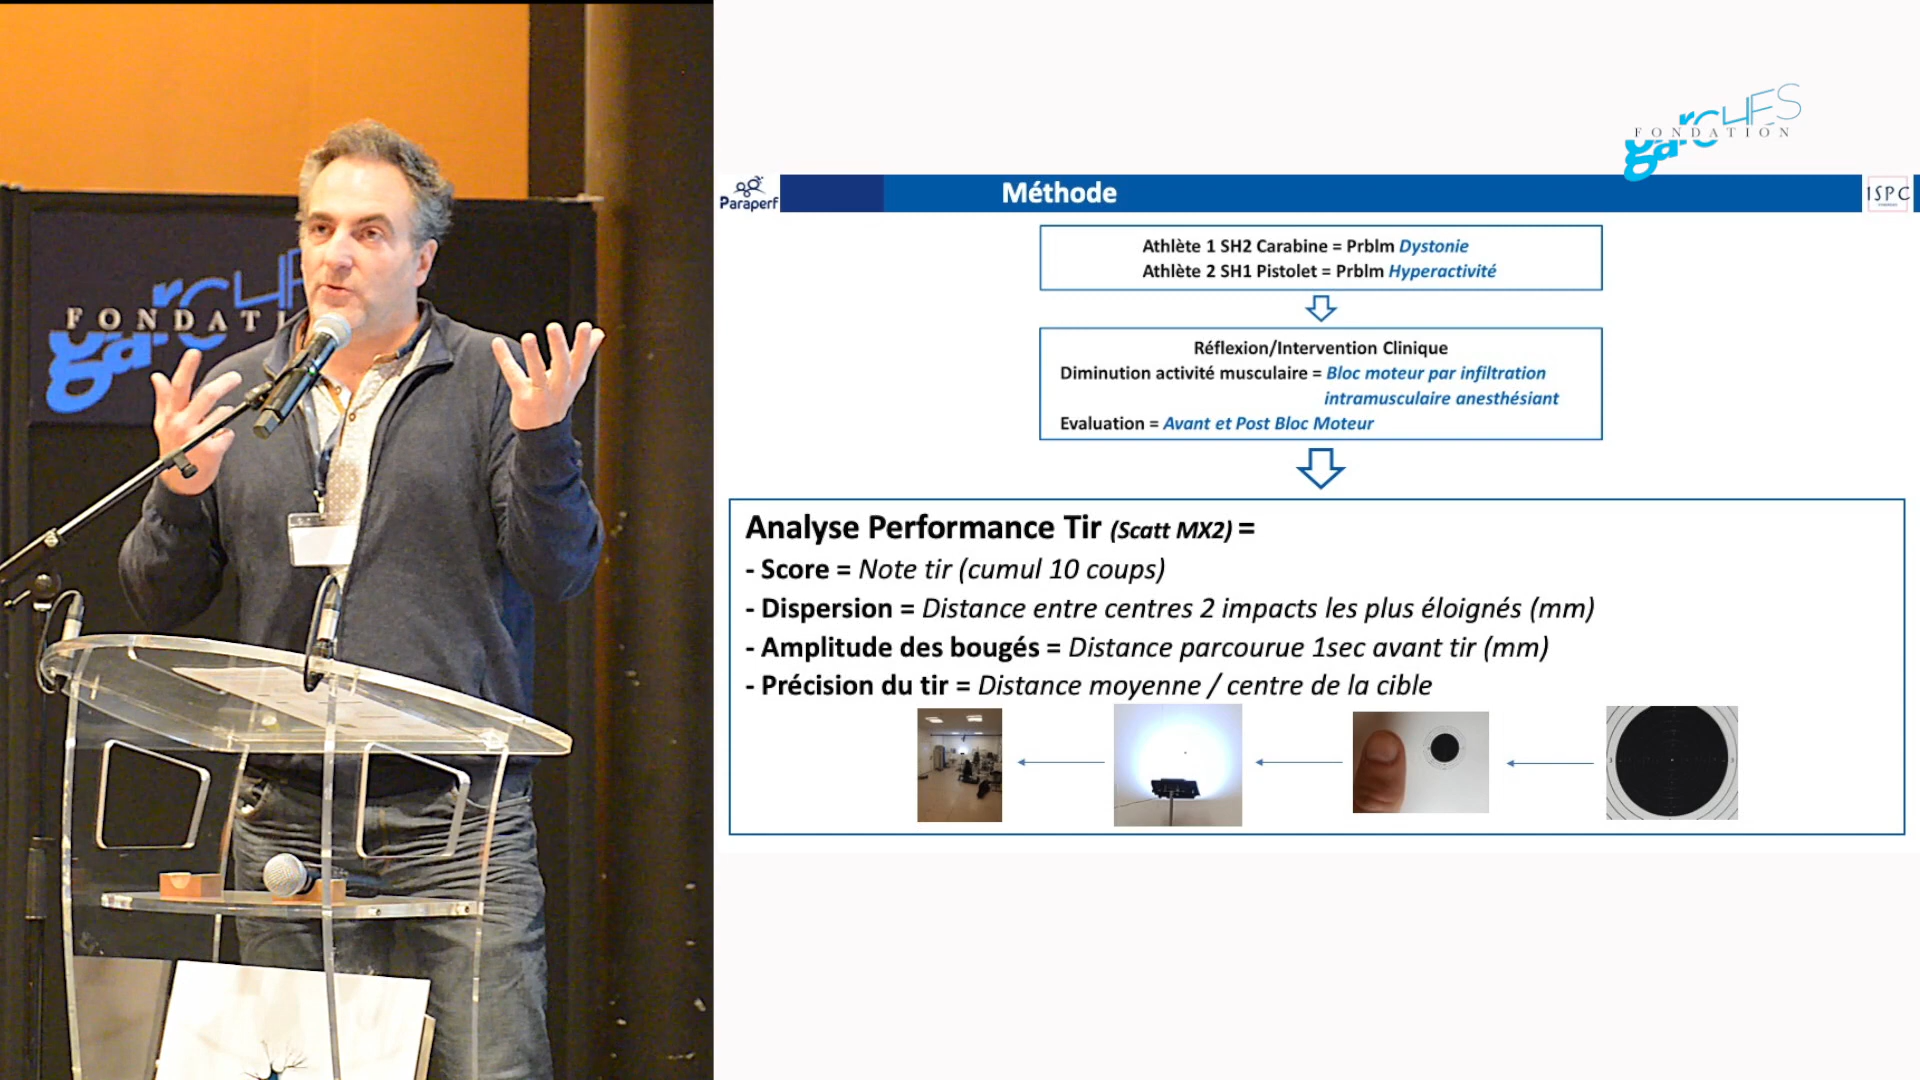 FONDAT
garCHE
garCHES
FONDATION
Paraperf
Méthode
ISPC
Athlète 1 SH2 Carabine = Prblm Dystonie
Athlète 2 SH1 Pistolet = Prblm Hyperactivité
Réflexion/Intervention Clinique
Diminution activité musculaire = Bloc moteur par infiltration
intramusculaire anesthésiant
Evaluation = Avant et Post Bloc Moteur
Analyse Performance Tir (Scatt MX2) =
- Score = Note tir (cumul 10 coups)
- Dispersion = Distance entre centres 2 impacts les plus éloignés (mm)
- Amplitude des bougés = Distance parcourue 1sec avant tir (mm)
- Précision du tir = Distance moyenne / centre de la cible